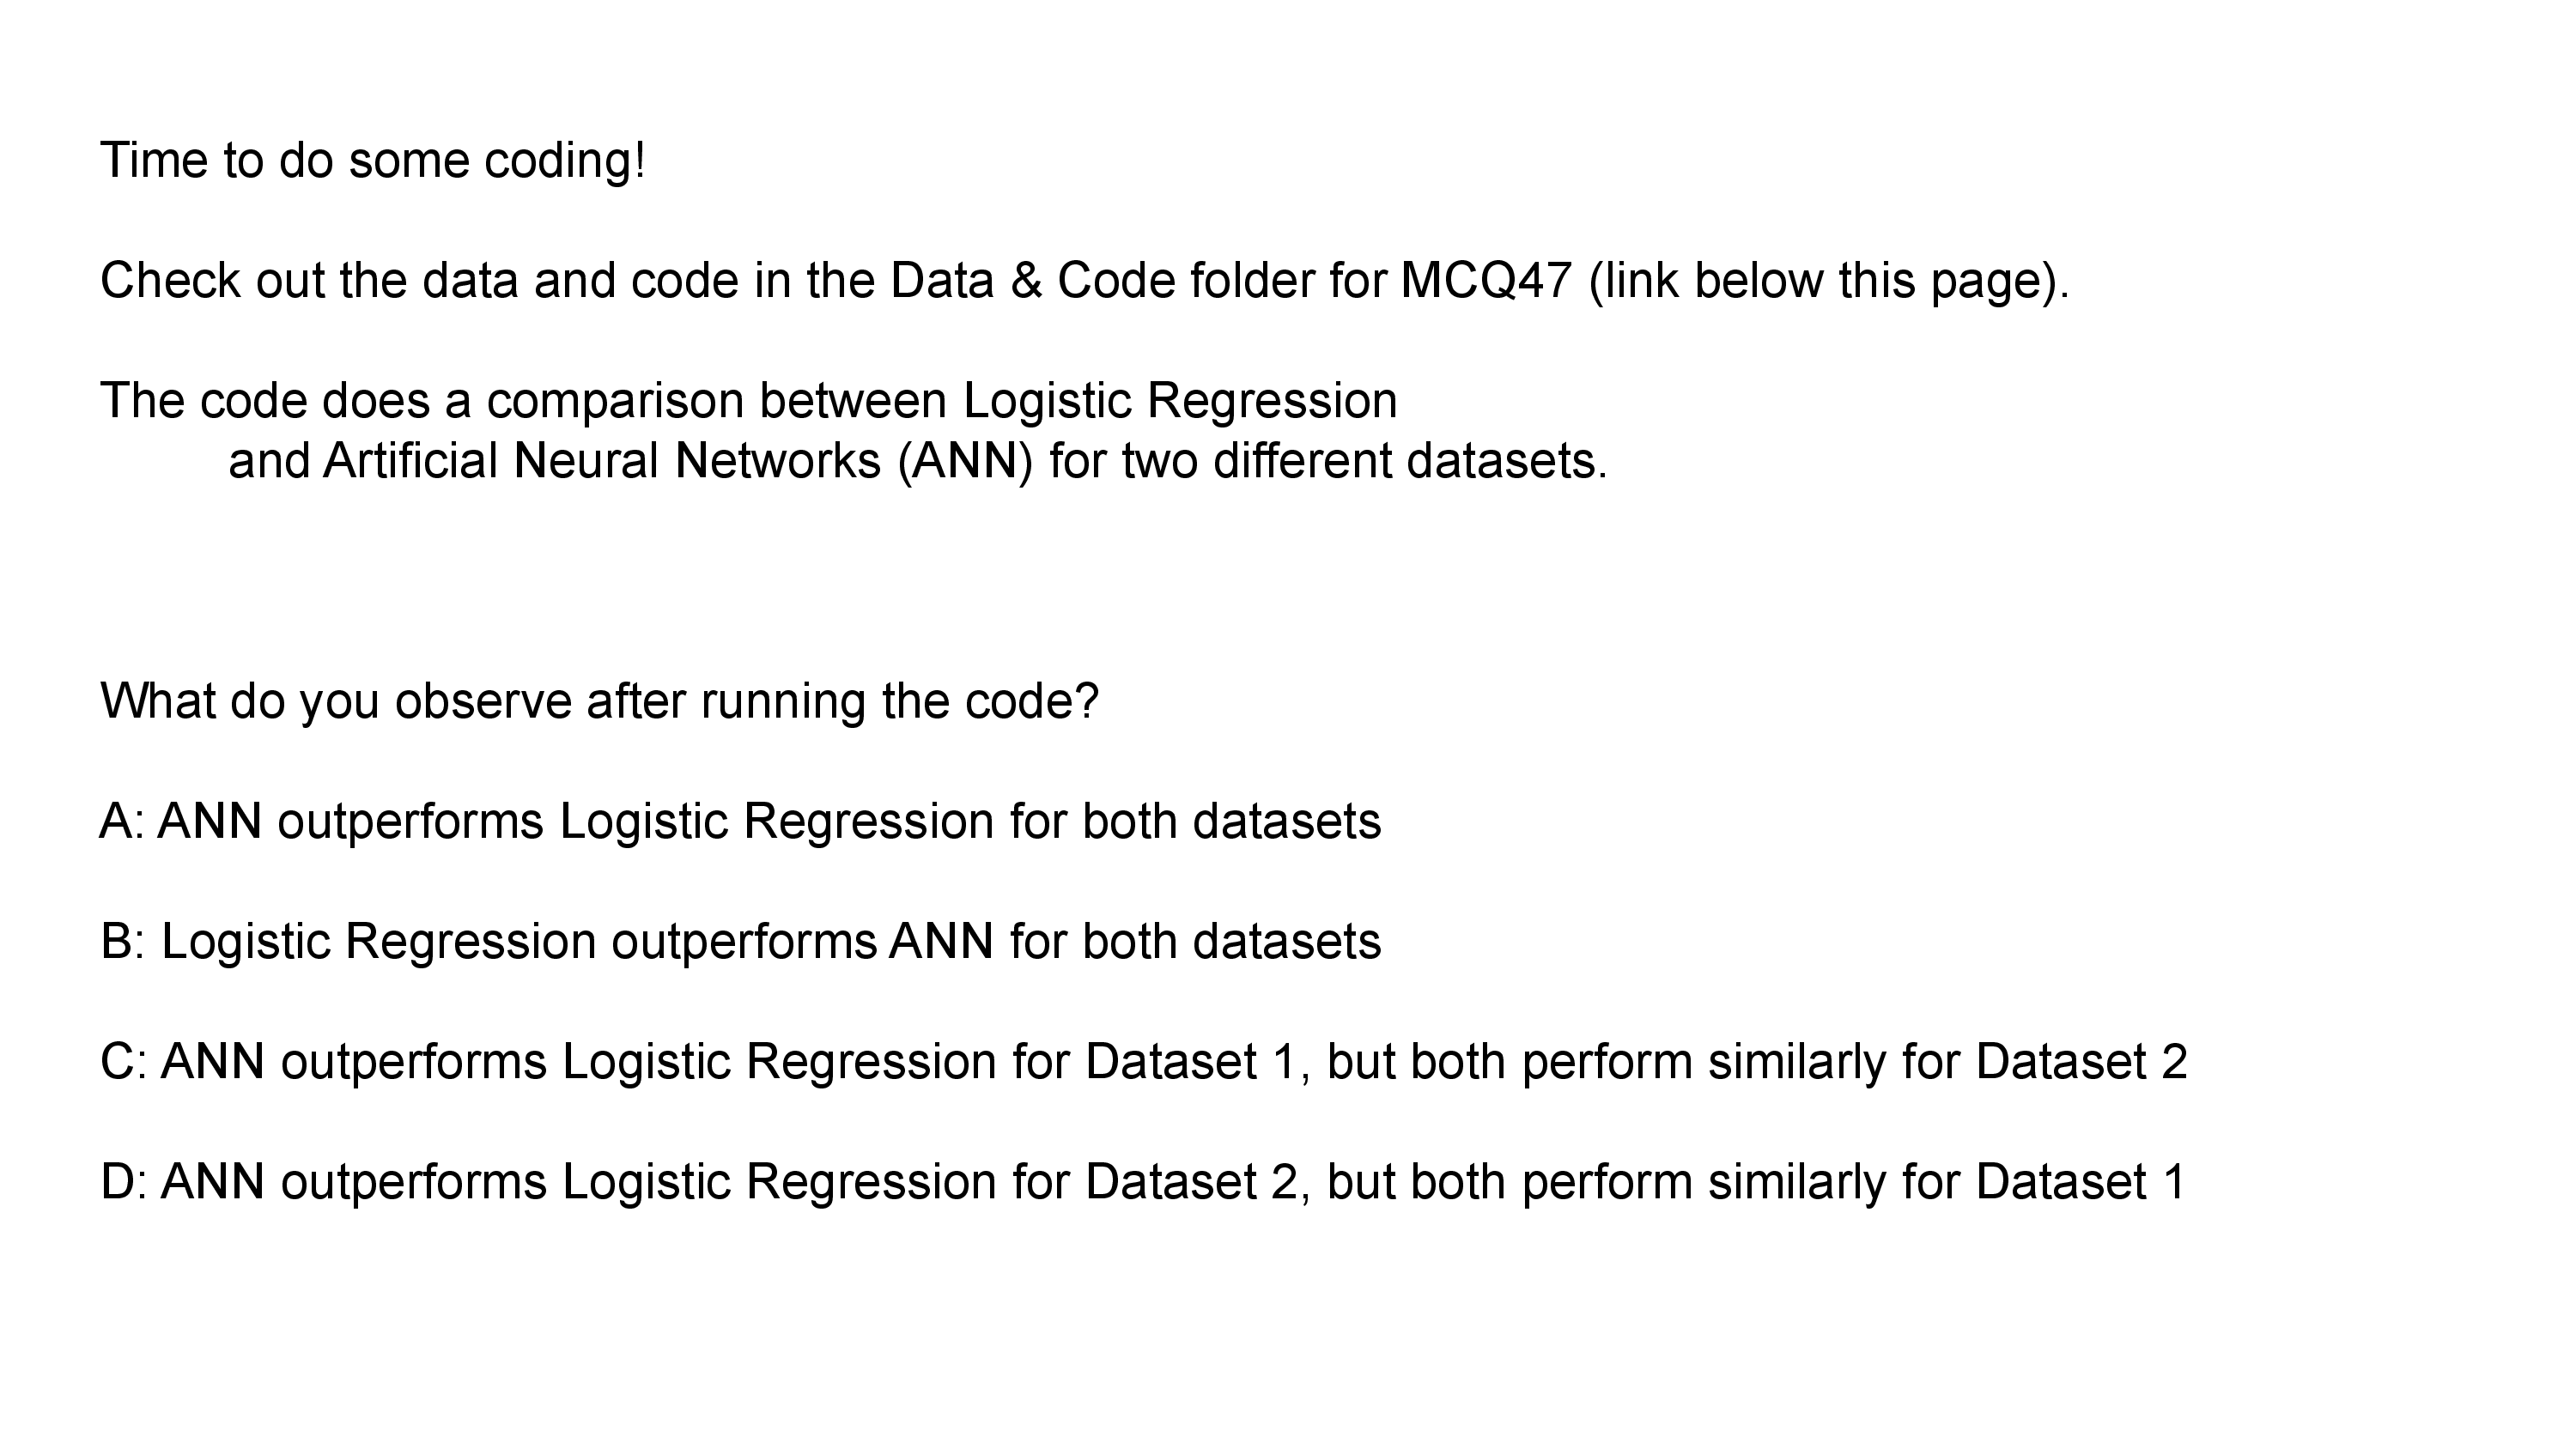 Time to do some coding!
Check out the data and code in the Data & Code folder for MCQ47 (link below this page).
The code does a comparison between Logistic Regression
and Artificial Neural Networks (ANN) for two different datasets.
What do you observe after running the code?
A: ANN outperforms Logistic Regression for both datasets
B: Logistic Regression outperforms ANN for both datasets
C: ANN outperforms Logistic Regression for Dataset 1, but both perform similarly for Dataset 2
D: ANN outperforms Logistic Regression for Dataset 2, but both perform similarly for Dataset 1